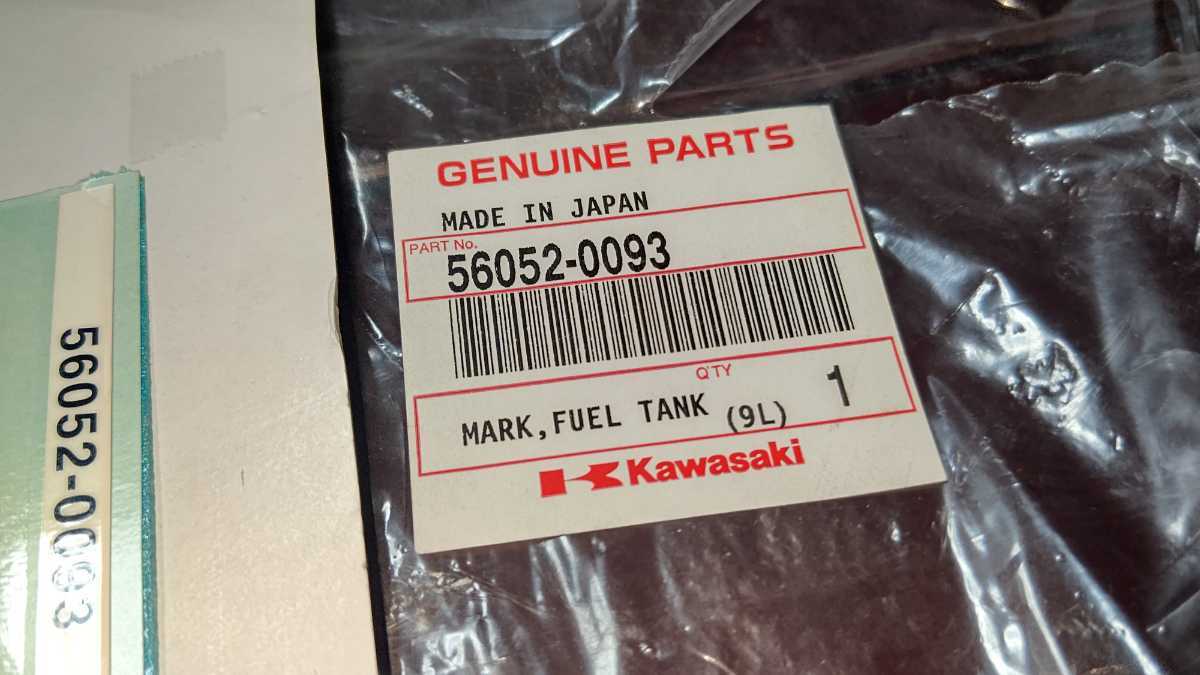 GENUINE PARTS
MADE IN JAPAN
PART No.
56052-0093
Q'TY
MARK,FUEL TANK (9L) 1
Kawasaki
56052-0093